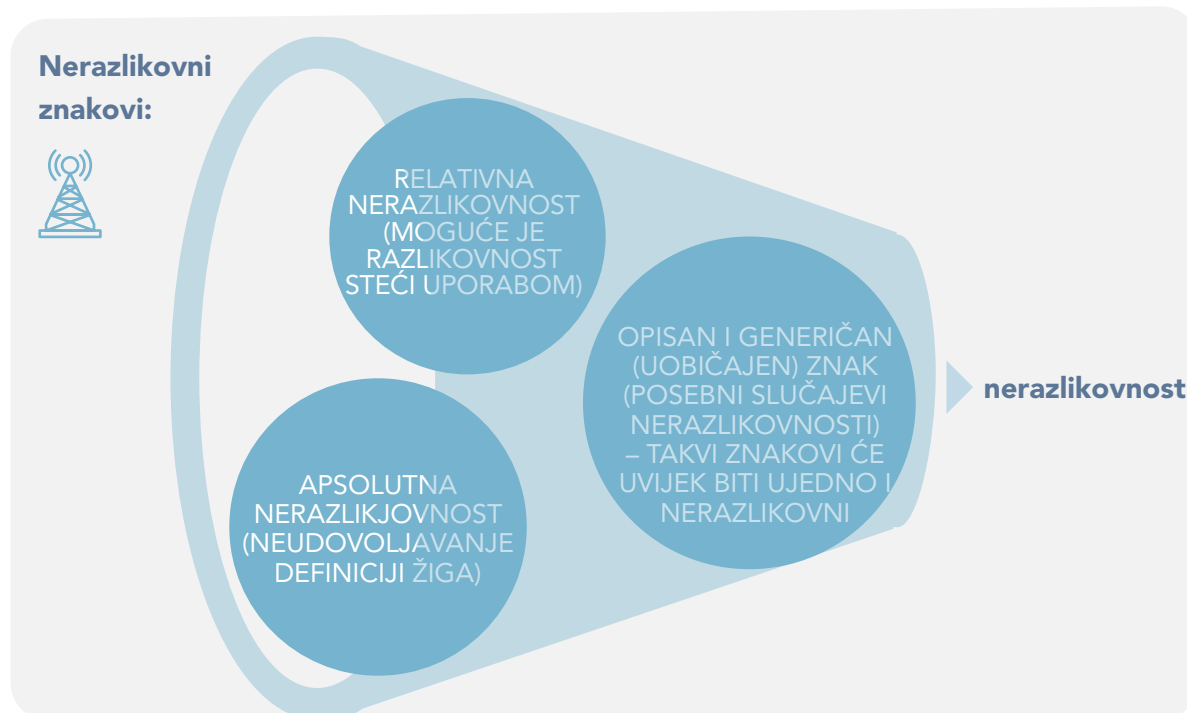 Nerazlikovni
znakovi:
RELATIVNA
NERAZLIKOVNOST
(MOGUĆE JE
RAZLIKOVNOST
STEĆI UPORABOM)
APSOLUTNA
NERAZLIKJOVNOST
(NEUDOVOLJAVANJE
DEFINICIJI ŽIGA)
OPISAN I GENERIČAN
(UOBIČAJEN) ZNAK
(POSEBNI SLUČAJEVI
NERAZLIKOVNOSTI)
– TAKVI ZNAKOVI ĆE
UVIJEK BITI UJEDNO I
NERAZLIKOVNI
nerazlikovnost